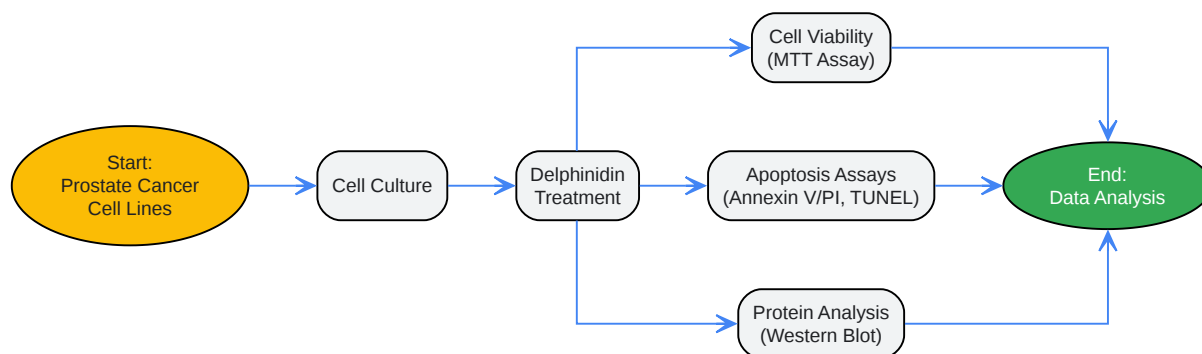 Start:
Prostate Cancer
Cell Lines
Cell Culture
Delphinidin
Treatment
Cell Viability
(MTT Assay)
Apoptosis Assays
(Annexin V/PI, TUNEL)
Protein Analysis
(Western Blot)
End:
Data Analysis